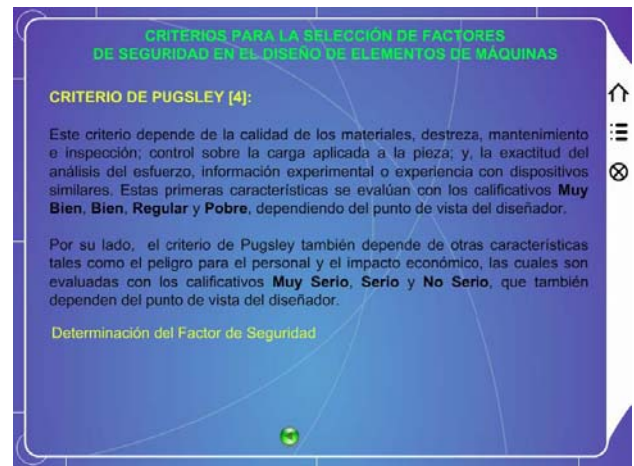 CRITERIOS PARA LA SELECCIÓN DE FACTORES
DE SEGURIDAD EN EL DISEÑO DE ELEMENTOS DE MÁQUINAS
CRITERIO DE PUGSLEY [4]:
Este criterio depende de la calidad de los materiales, destreza, mantenimiento
e inspección; control sobre la carga aplicada a la pieza; y, la exactitud del
análisis del esfuerzo, información experimental o experiencia con dispositivos
similares. Estas primeras características se evalúan con los calificativos Muy
Bien, Bien, Regular y Pobre, dependiendo del punto de vista del diseñador.
Por su lado, el criterio de Pugsley también depende de otras características
tales como el peligro para el personal y el impacto económico, las cuales son
evaluadas con los calificativos Muy Serio, Serio y No Serio, que también
dependen del punto de vista del diseñador.
Determinación del Factor de Seguridad